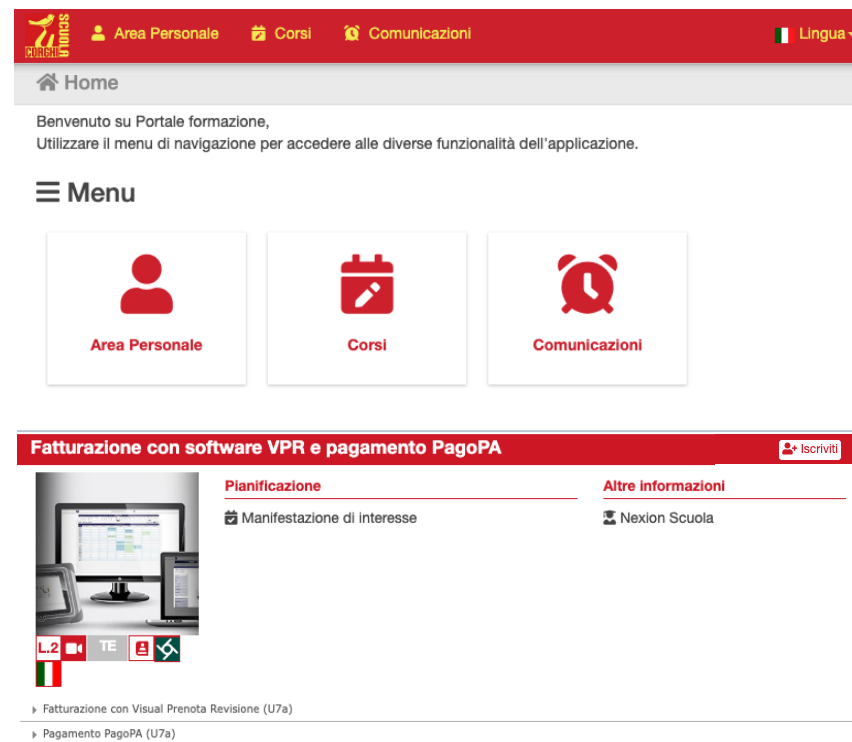 SCUOLA
CORGHI
Area Personale
Corsi
Comunicazioni
Lingua
Home
Benvenuto su Portale formazione,
Utilizzare il menu di navigazione per accedere alle diverse funzionalità dell'applicazione.
Menu
Area Personale
Corsi
Comunicazioni
Fatturazione con software VPR e pagamento PagoPA
Iscriviti
Pianificazione
Altre informazioni
Manifestazione di interesse
Nexion Scuola
L.2
TE
Fatturazione con Visual Prenota Revisione (U7a)
Pagamento PagoPA (U7a)